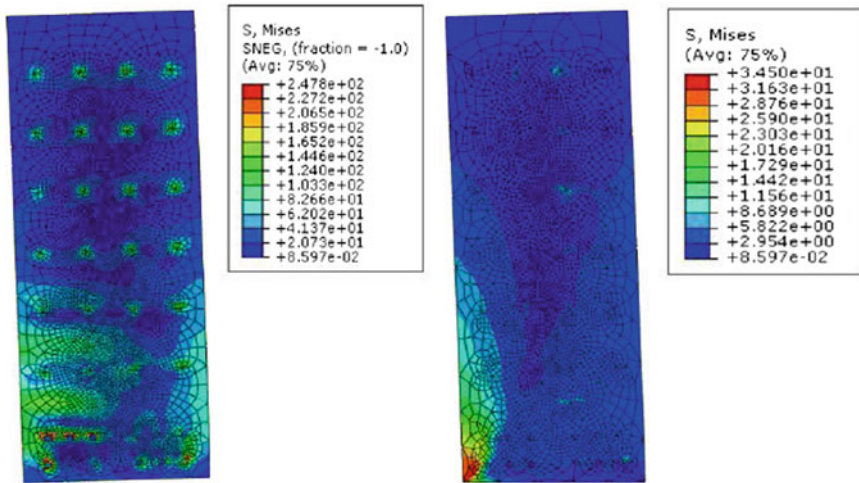 S, Mises
SNEG, (fraction = -1.0)
(Avg: 75%)
+2.478e+02
+2.272e+02
+2.065e+02
+1.859e+02
+1.652e+02
+1.446e+02
+1.240e+02
+1.033e+02
+8.266e+01
+6.202e+01
+4.137e+01
+2.073e+01
+8.597e-02
S, Mises
(Avg: 75%)
+3.450e+01
+3.163e+01
+2.876e+01
+2.590e+01
+2.303e+01
+2.016e+01
+1.729e+01
+1.442e+01
+1.156e+01
+8.689e+00
+5.822e+00
+2.954e+00
+8.597e-02